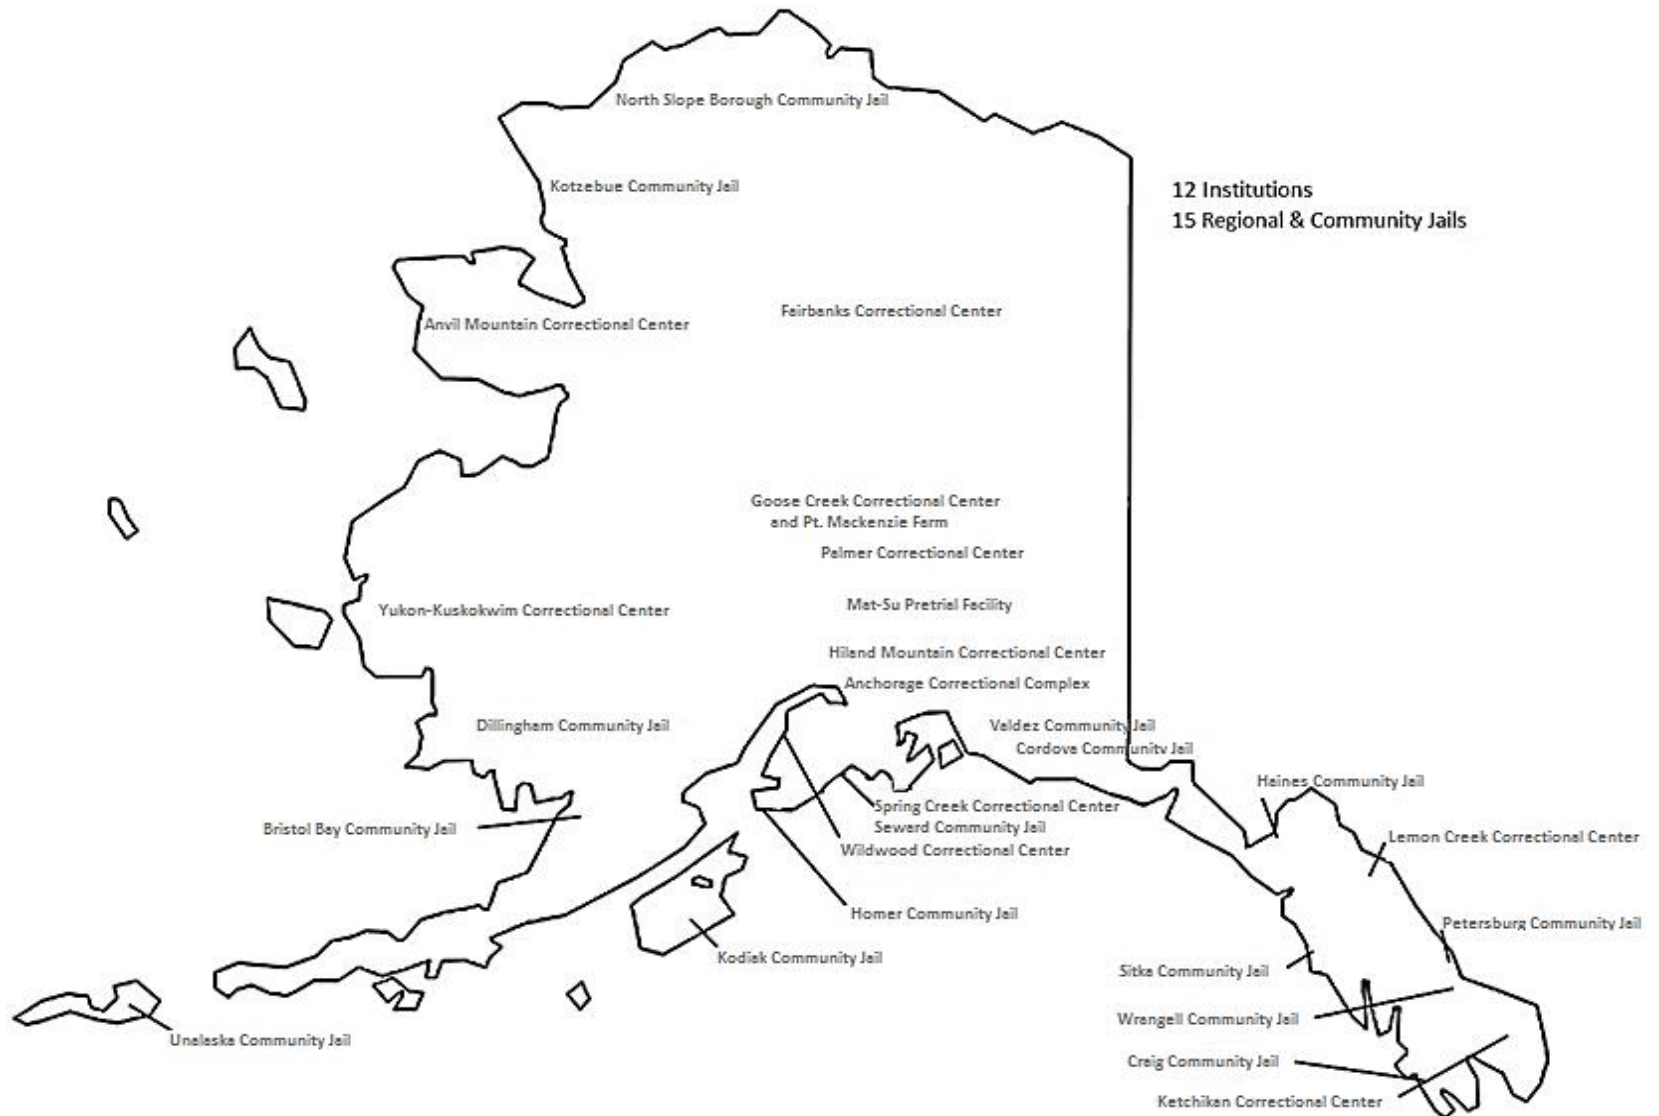 North Slope Borough Community Jail
Kotzebue Community Jail
12 Institutions
15 Regional & Community Jails
Fairbanks Correctional Center
Anvil Mountain Correctional Center
Goose Creek Correctional Center
and Pt. Mackenzie Farm
Palmer Correctional Center
Mat-Su Pretrial Facility
Yukon-Kuskokwim Correctional Center
Hiland Mountain Correctional Center
Anchorage Correctional Complex
Dillingham Community Jail
Valdez Community Jail
Cordova Community Jail
Haines Community Jail
Spring Creek Correctional Center
Seward Community Jail
Bristol Bay Community Jail
Lemon Creek Correctional Center
Wildwood Correctional Center
Homer Community Jail
Petersburg Community Jail
Kodiak Community Jail
Sitka Community Jail
Wrangell Community Jail
Unalaska Community Jail
Craig Community Jail
Ketchikan Correctional Center